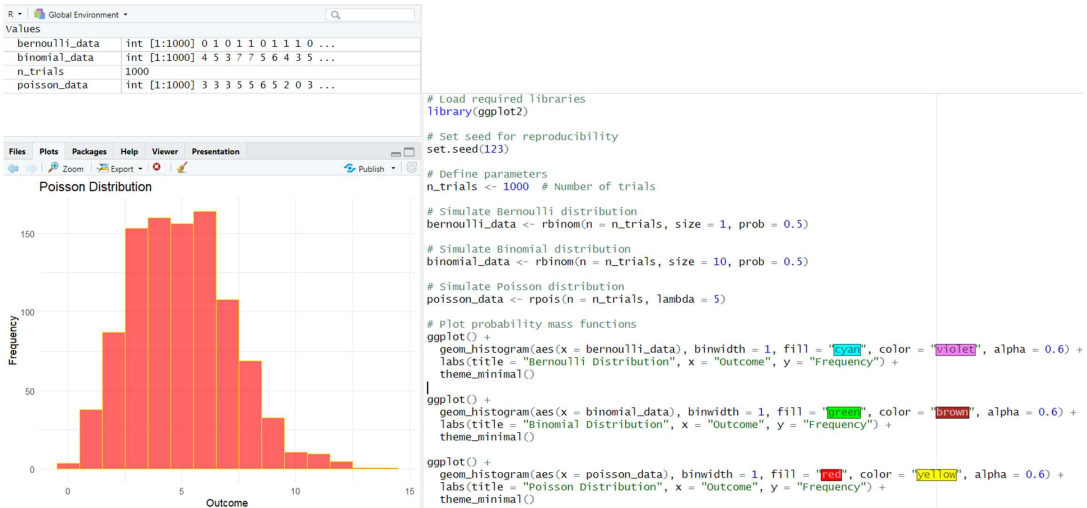 R Global Environment
Values
bernoulli_data int [1:1000] 0 1 0 1 1 0 1 1 1 0 ...
binomial_data int [1:1000] 4 5 3 7 7 5 6 4 3 5 ...
n_trials 1000
poisson_data int [1:1000] 3 3 3 5 5 6 5 2 0 3 ...
Files Plots Packages Help Viewer Presentation
Zoom Export Publish
Poisson Distribution
150
100
50
0
Frequency
0 5 10 15
Outcome
# Load required libraries
library(ggplot2)
# Set seed for reproducibility
set.seed(123)
# Define parameters
n_trials <- 1000 # Number of trials
# Simulate Bernoulli distribution
bernoulli_data <- rbinom(n = n_trials, size = 1, prob = 0.5)
# Simulate Binomial distribution
binomial_data <- rbinom(n = n_trials, size = 10, prob = 0.5)
# Simulate Poisson distribution
poisson_data <- rpois(n = n_trials, lambda = 5)
# Plot probability mass functions
ggplot() +
geom_histogram(aes(x = bernoulli_data), binwidth = 1, fill = "cyan", color = "violet", alpha = 0.6) +
labs(title = "Bernoulli Distribution", x = "Outcome", y = "Frequency") +
theme_minimal()
ggplot() +
geom_histogram(aes(x = binomial_data), binwidth = 1, fill = "green", color = "brown", alpha = 0.6) +
labs(title = "Binomial Distribution", x = "Outcome", y = "Frequency") +
theme_minimal()
ggplot() +
geom_histogram(aes(x = poisson_data), binwidth = 1, fill = "red", color = "yellow", alpha = 0.6) +
labs(title = "Poisson Distribution", x = "Outcome", y = "Frequency") +
theme_minimal()